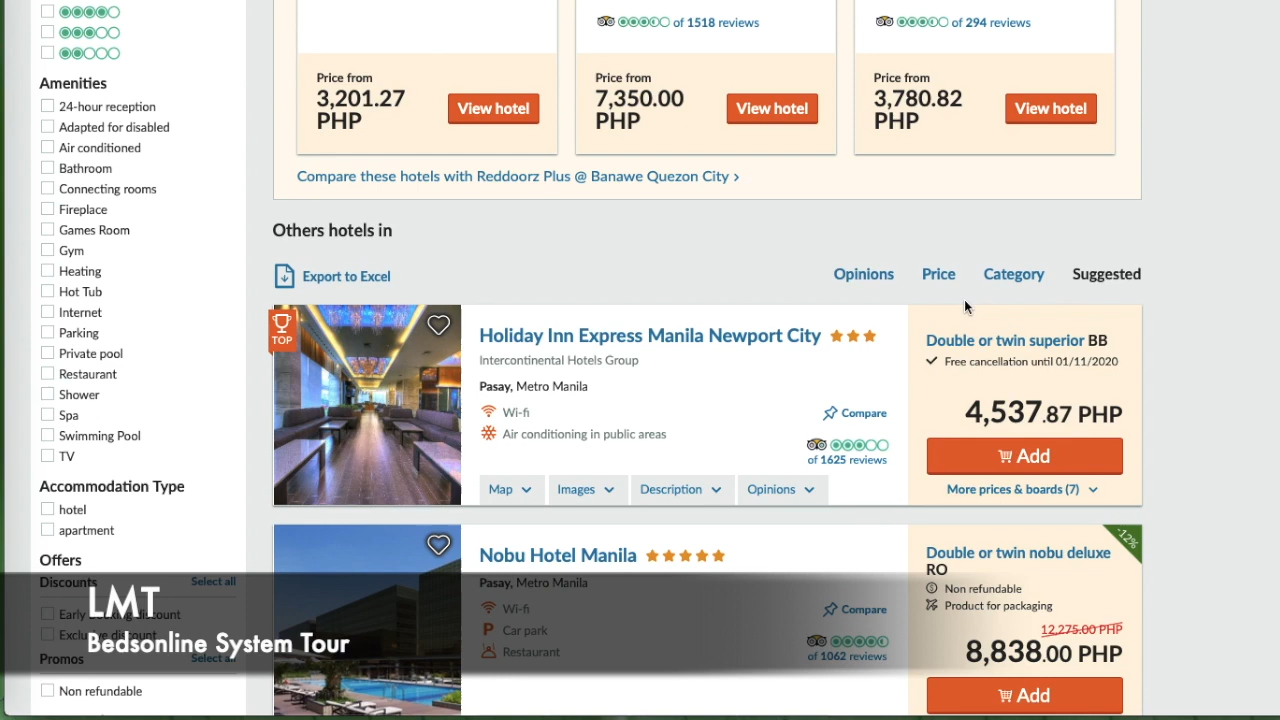 Amenities
24-hour reception
Adapted for disabled
Air conditioned
Bathroom
Connecting rooms
Fireplace
Games Room
Gym
Heating
Hot Tub
Internet
Parking
Private pool
Restaurant
Shower
Spa
Swimming Pool
TV
Accommodation Type
hotel
apartment
Offers
Discounts Select all
Early booking discount
Exclusive discount
Promos Select all
Non refundable
of 1518 reviews
of 294 reviews
Price from
3,201.27
PHP
View hotel
Price from
7,350.00
PHP
View hotel
Price from
3,780.82
PHP
View hotel
Compare these hotels with Reddoorz Plus @ Banawe Quezon City >
Others hotels in
Export to Excel
Opinions Price Category Suggested
TOP
Holiday Inn Express Manila Newport City
Intercontinental Hotels Group
Pasay, Metro Manila
Wi-fi
Compare
Air conditioning in public areas
of 1625 reviews
Map Images Description Opinions
Double or twin superior BB
Free cancellation until 01/11/2020
4,537.87 PHP
Add
More prices & boards (7)
Nobu Hotel Manila
Pasay, Metro Manila
Wi-fi
Compare
P Car park
Restaurant
of 1062 reviews
-12%
Double or twin nobu deluxe
RO
Non refundable
Product for packaging
12,275.00 PHP
8,838.00 PHP
Add
LMT
Bedsonline System Tour